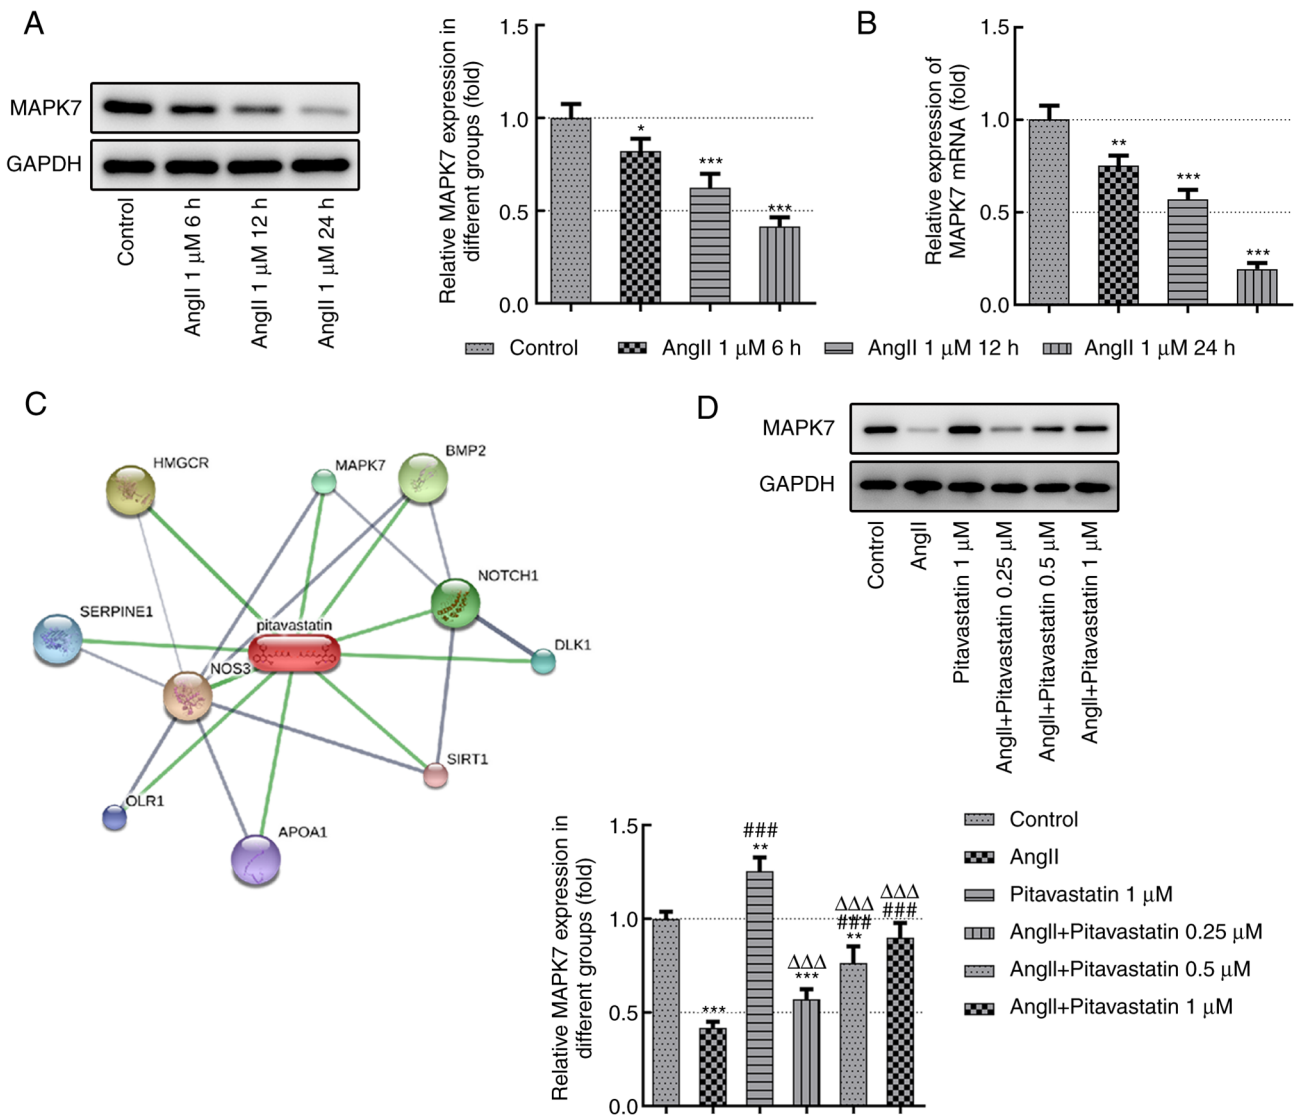 A
MAPK7
GAPDH
Control
AngII 1 μM 6 h
AngII 1 μM 12 h
AngII 1 μM 24 h
Relative MAPK7 expression in
different groups (fold)
1.5
1.0
0.5
0.0
*
***
***
B
Relative expression of
MAPK7 mRNA (fold)
1.5
1.0
0.5
0.0
**
***
***
Control
AngII 1 μM 6 h
AngII 1 μM 12 h
AngII 1 μM 24 h
C
HMGCR
MAPK7
BMP2
NOTCH1
SERPINE1
pitavastatin
DLK1
NOS3
SIRT1
OLR1
APOA1
D
MAPK7
GAPDH
Control
AngII
Pitavastatin 1 μM
AngII+Pitavastatin 0.25 μM
AngII+Pitavastatin 0.5 μM
AngII+Pitavastatin 1 μM
Relative MAPK7 expression in
different groups (fold)
1.5
1.0
0.5
0.0
***
###
**
ΔΔΔ
***
ΔΔΔ
###
**
ΔΔΔ
###
Control
AngII
Pitavastatin 1 μM
AngII+Pitavastatin 0.25 μM
AngII+Pitavastatin 0.5 μM
AngII+Pitavastatin 1 μM